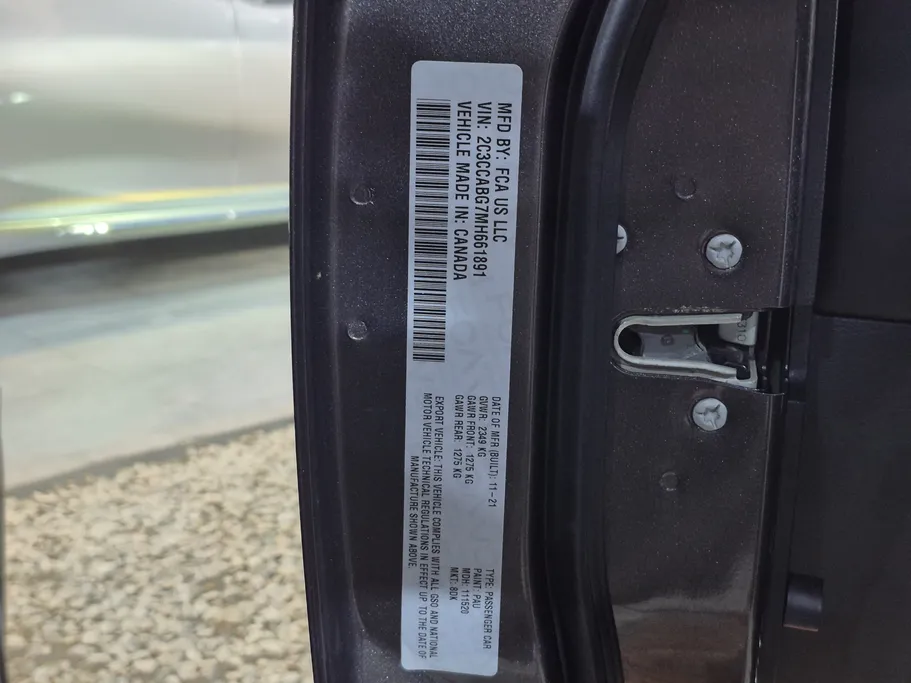 MFD BY: FCA US LLC
VIN: 2C3CCABG7MH661891
VEHICLE MADE IN: CANADA
DATE OF MFR (BUILT): 11-21
GVWR: 2349 KG
GAWR FRONT: 1275 KG
GAWR REAR: 1275 KG
TYPE: PASSENGER CAR
PAINT: PAU
MDH: 111520
MKT: BDX
EXPORT VEHICLE: THIS VEHICLE COMPLIES WITH ALL GSO AND NATIONAL
MOTOR VEHICLE TECHNICAL REGULATIONS IN EFFECT UP TO THE DATE OF
MANUFACTURE SHOWN ABOVE.